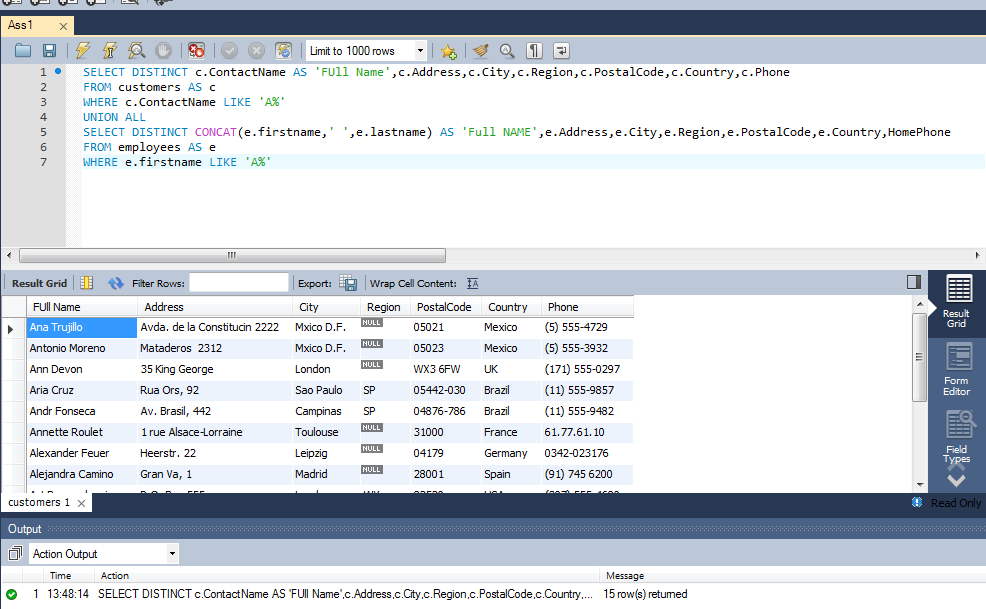 Ass1
Limit to 1000 rows
1 SELECT DISTINCT c.ContactName AS 'FUll Name',c.Address,c.City,c.Region,c.PostalCode,c.Country,c.Phone
2 FROM customers AS c
3 WHERE c.ContactName LIKE 'A%'
4 UNION ALL
5 SELECT DISTINCT CONCAT(e.firstname,' ',e.lastname) AS 'Full NAME',e.Address,e.City,e.Region,e.PostalCode,e.Country,HomePhone
6 FROM employees AS e
7 WHERE e.firstname LIKE 'A%'
Result Grid Filter Rows: Export: Wrap Cell Content:
FUll Name Address City Region PostalCode Country Phone
Ana Trujillo Avda. de la Constitucin 2222 Mxico D.F. NULL 05021 Mexico (5) 555-4729
Antonio Moreno Mataderos 2312 Mxico D.F. NULL 05023 Mexico (5) 555-3932
Ann Devon 35 King George London NULL WX3 6FW UK (171) 555-0297
Aria Cruz Rua Ors, 92 Sao Paulo SP 05442-030 Brazil (11) 555-9857
Andr Fonseca Av. Brasil, 442 Campinas SP 04876-786 Brazil (11) 555-9482
Annette Roulet 1 rue Alsace-Lorraine Toulouse NULL 31000 France 61.77.61.10
Alexander Feuer Heerstr. 22 Leipzig NULL 04179 Germany 0342-023176
Alejandra Camino Gran Va, 1 Madrid NULL 28001 Spain (91) 745 6200
Result
Grid
Form
Editor
Field
Types
customers 1
Read Only
Output
Action Output
Time Action Message
1 13:48:14 SELECT DISTINCT c.ContactName AS 'FUll Name',c.Address,c.City,c.Region,c.PostalCode,c.Country,... 15 row(s) returned